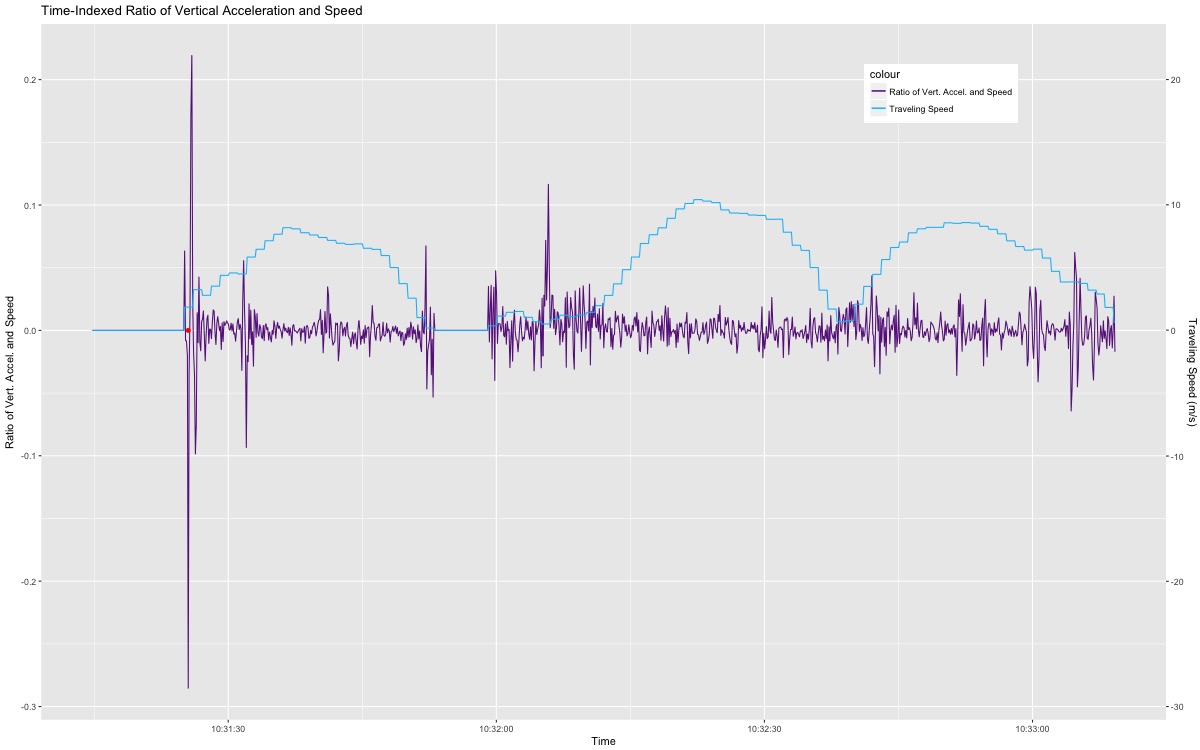 Time-Indexed Ratio of Vertical Acceleration and Speed
colour
Ratio of Vert. Accel. and Speed
Traveling Speed
Ratio of Vert. Accel. and Speed
0.2
0.1
0.0
-0.1
-0.2
-0.3
20
10
0
-10
-20
-30
Traveling Speed (m/s)
10:31:30
10:32:00
10:32:30
10:33:00
Time